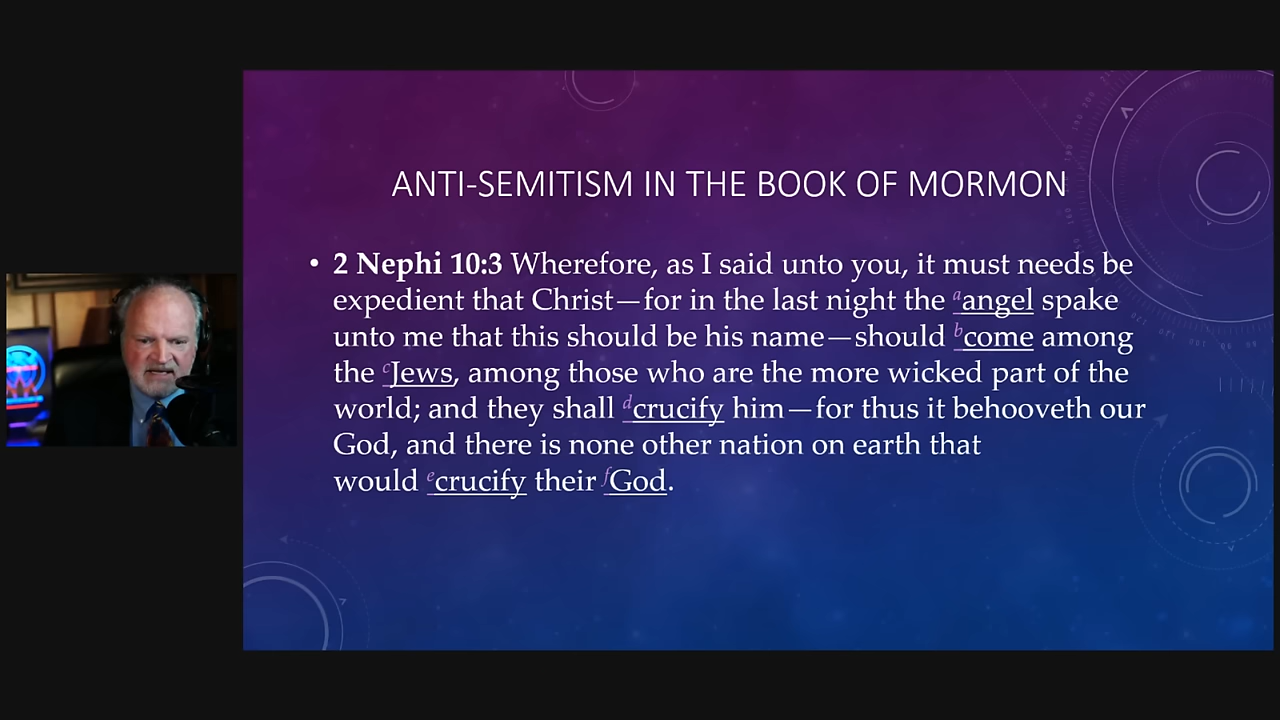 ANTI-SEMITISM IN THE BOOK OF MORMON
• 2 Nephi 10:3 Wherefore, as I said unto you, it must needs be
expedient that Christ—for in the last night the aangel spake
unto me that this should be his name—should bcome among
the cJews, among those who are the more wicked part of the
world; and they shall dcrucify him—for thus it behooveth our
God, and there is none other nation on earth that
would ecrucify their fGod.